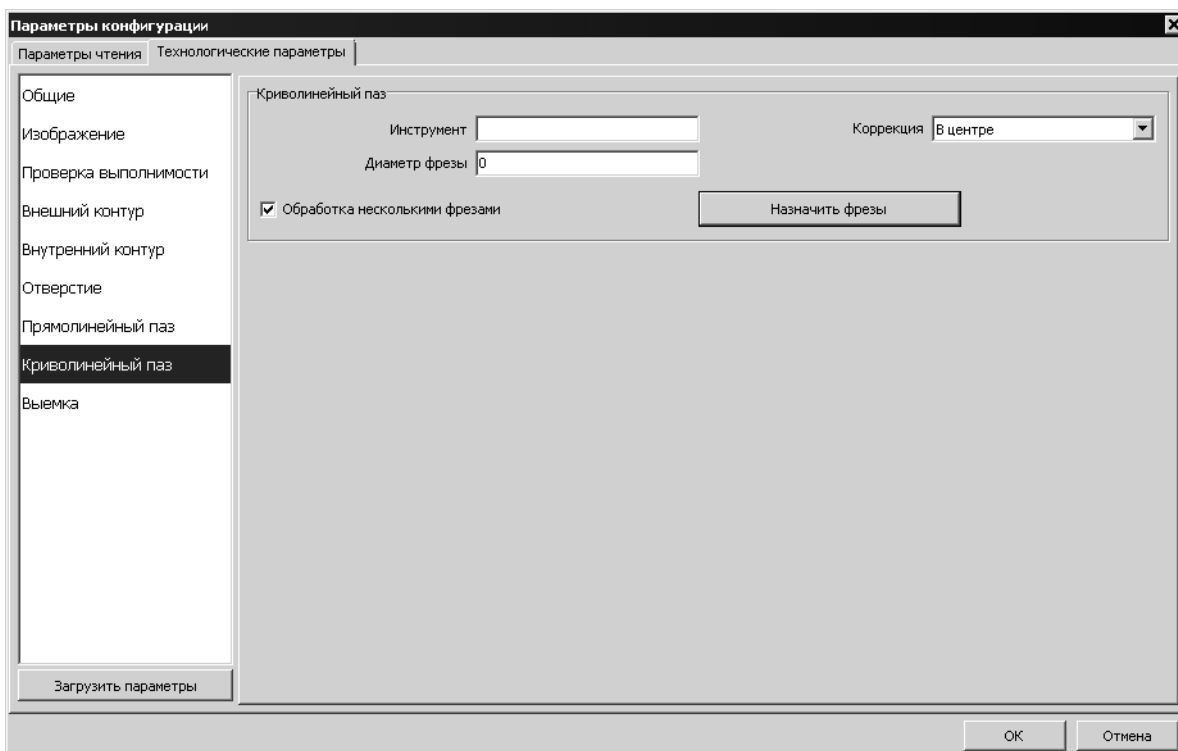 Параметры конфигурации
Параметры чтения
Технологические параметры
Общие
Изображение
Проверка выполнимости
Внешний контур
Внутренний контур
Отверстие
Прямолинейный паз
Криволинейный паз
Выемка
Загрузить параметры
Криволинейный паз
Инструмент
Коррекция В центре
Диаметр фрезы 0
Обработка несколькими фрезами
Назначить фрезы
ОК
Отмена